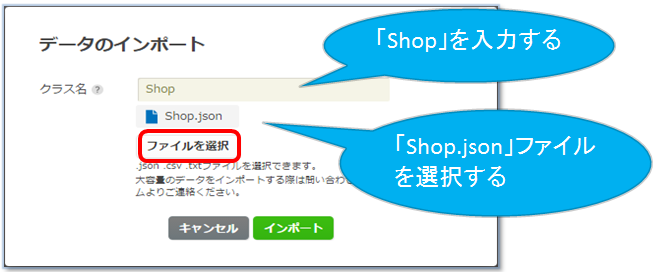 データのインポート
「Shop」を入力する
クラス名 ?
Shop
Shop.json
ファイルを選択
「Shop.json」ファイル
を選択する
.json .csv .txtファイルを選択できます。
大容量のデータをインポートする際は問い合わせ
ムよりご連絡ください。
キャンセル
インポート